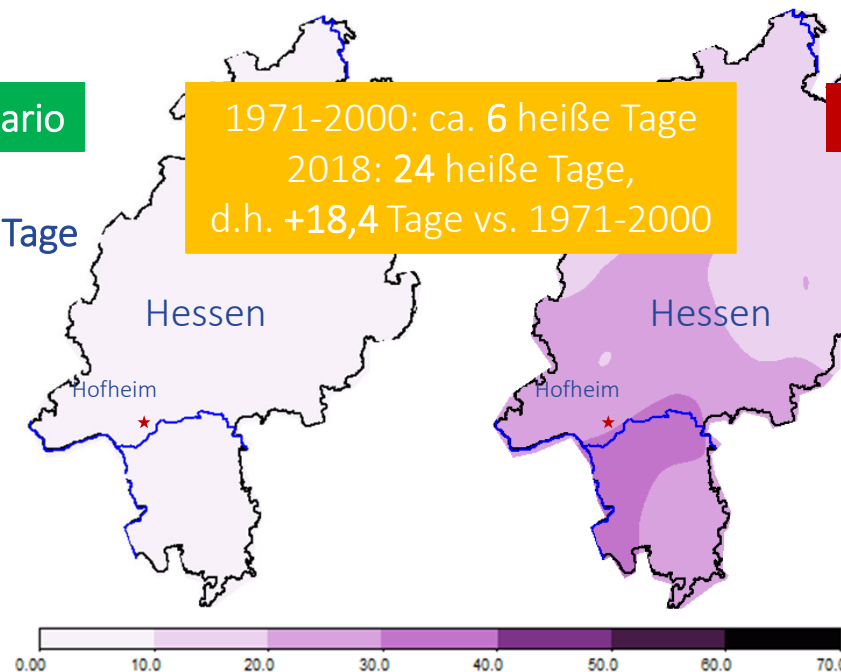 ario
1971-2000: ca. 6 heiße Tage
2018: 24 heiße Tage,
d.h. +18,4 Tage vs. 1971-2000
Tage
Hessen
Hessen
Hofheim
Hofheim
0.00 10.0 20.0 30.0 40.0 50.0 60.0 70.0